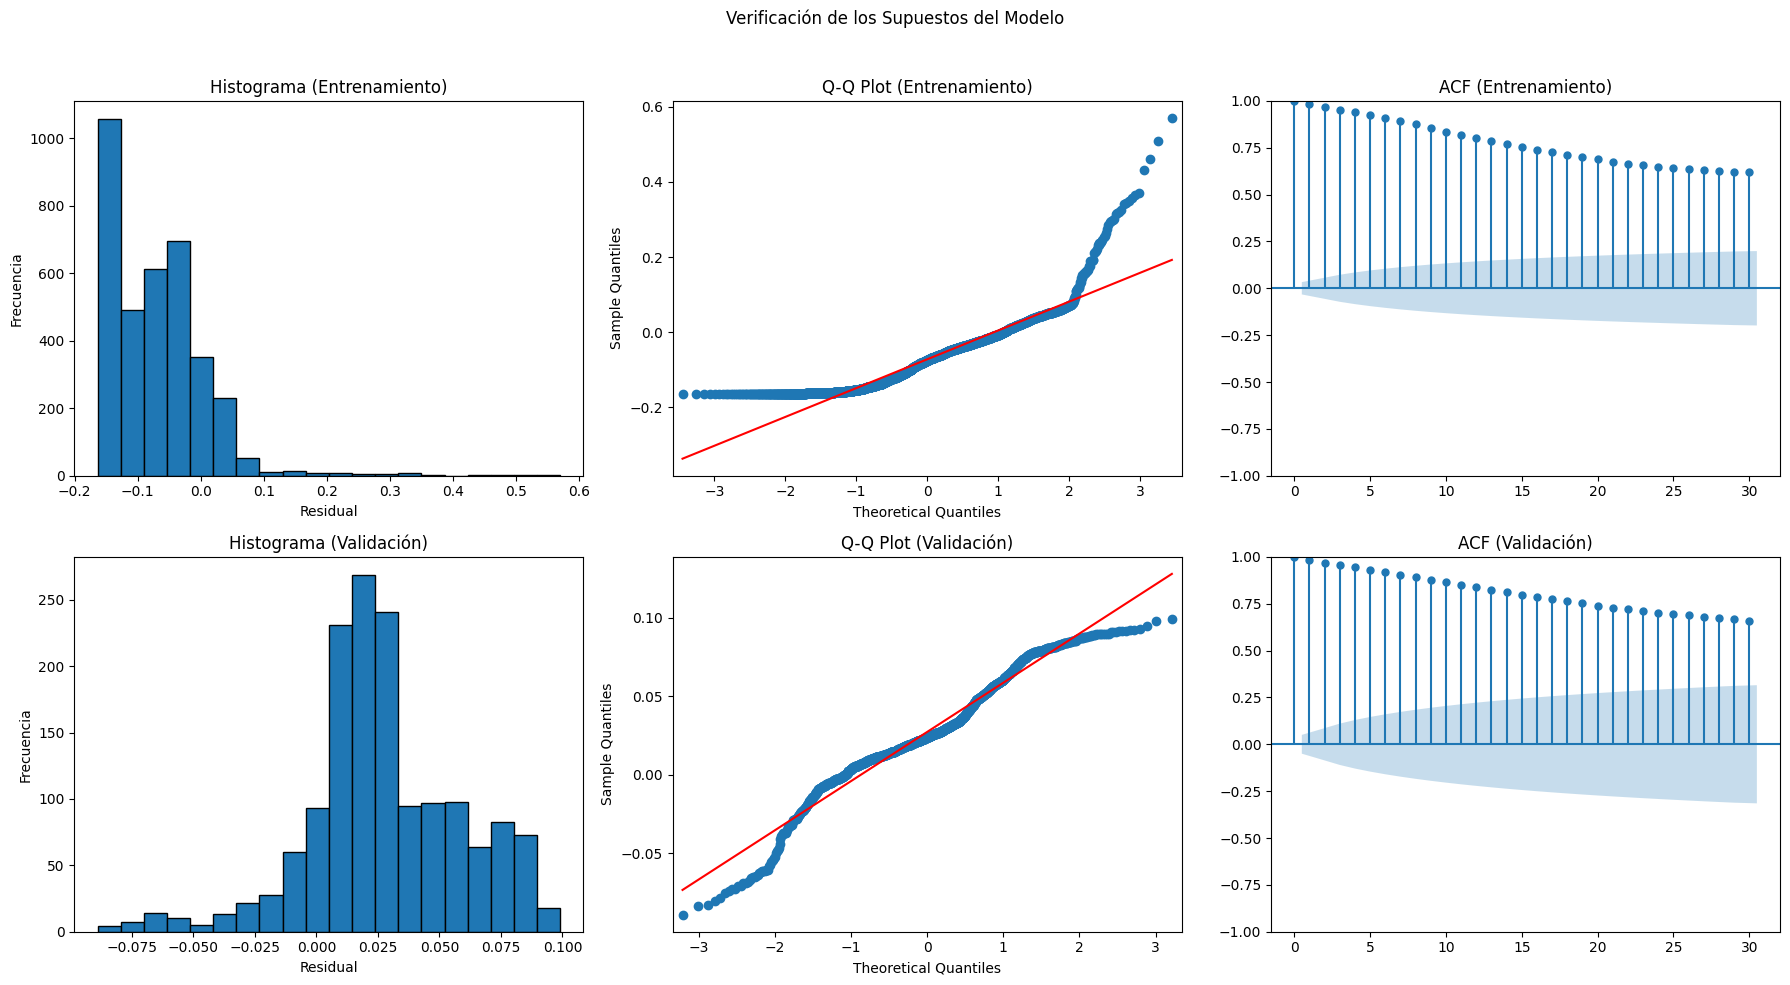 Verificación de los Supuestos del Modelo
Histograma (Entrenamiento)
Frecuencia
1000
800
600
400
200
0
−0.2 −0.1 0.0 0.1 0.2 0.3 0.4 0.5 0.6
Residual
Q-Q Plot (Entrenamiento)
Sample Quantiles
0.6
0.4
0.2
0.0
−0.2
−3 −2 −1 0 1 2 3
Theoretical Quantiles
ACF (Entrenamiento)
1.00
0.75
0.50
0.25
0.00
−0.25
−0.50
−0.75
−1.00
0 5 10 15 20 25 30
Histograma (Validación)
Frecuencia
250
200
150
100
50
0
−0.075 −0.050 −0.025 0.000 0.025 0.050 0.075 0.100
Residual
Q-Q Plot (Validación)
Sample Quantiles
0.10
0.05
0.00
−0.05
−3 −2 −1 0 1 2 3
Theoretical Quantiles
ACF (Validación)
1.00
0.75
0.50
0.25
0.00
−0.25
−0.50
−0.75
−1.00
0 5 10 15 20 25 30